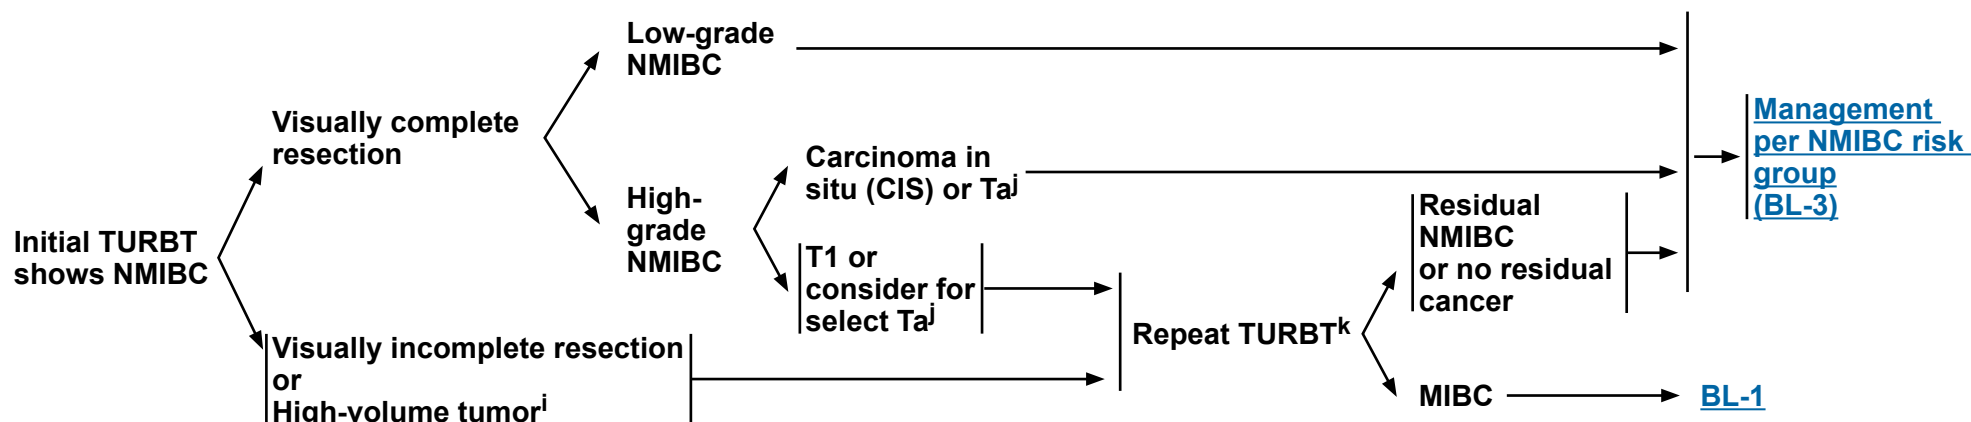 Initial TURBT
shows NMIBC
Visually complete
resection
Visually incomplete resection
or
High-volume tumorⁱ
Low-grade
NMIBC
High-
grade
NMIBC
Carcinoma in
situ (CIS) or Taʲ
T1 or
consider for
select Taʲ
Repeat TURBTᵏ
Residual
NMIBC
or no residual
cancer
MIBC
Management
per NMIBC risk
group
(BL-3)
BL-1